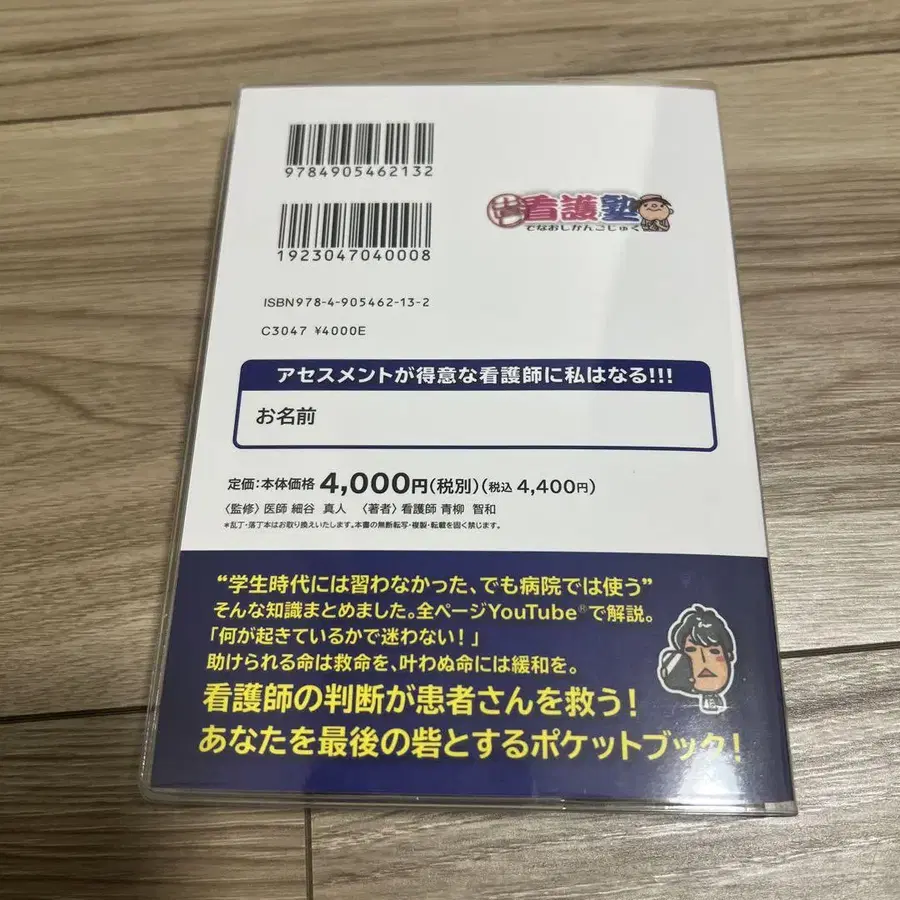 9784905462132
1923047040008
看護塾
でなおしかんごじゅく
ISBN978-4-905462-13-2
C3047 ¥4000E
アセスメントが得意な看護師に私はなる!!!
お名前
定価:本体価格 4,000円(税別)(税込 4,400円)
〈監修〉医師 細谷 真人 〈著者〉看護師 青柳 智和
*乱丁・落丁本はお取り換えいたします。本書の無断転写・複製・転載を固く禁じます。
“学生時代には習わなかった、でも病院では使う”
そんな知識まとめました。全ページYouTube®で解説。
「何が起きているかで迷わない!」
助けられる命は救命を、叶わぬ命には緩和を。
看護師の判断が患者さんを救う!
あなたを最後の砦とするポケットブック!